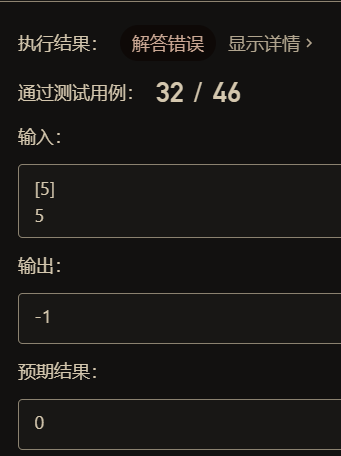 执行结果： 解答错误 显示详情 >
通过测试用例： 32 / 46
输入：
[5]
5
输出：
-1
预期结果：
0